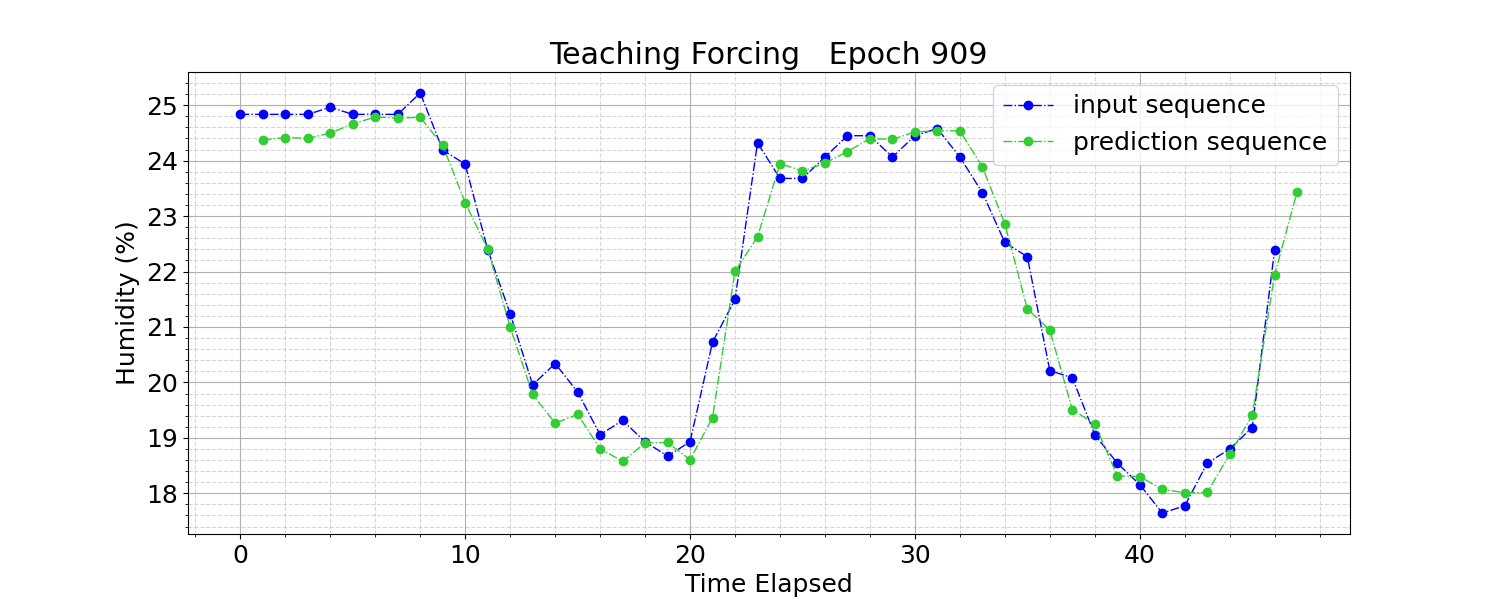 Teaching Forcing   Epoch 909
input sequence
prediction sequence
Humidity (%)
25
24
23
22
21
20
19
18
0 10 20 30 40
Time Elapsed